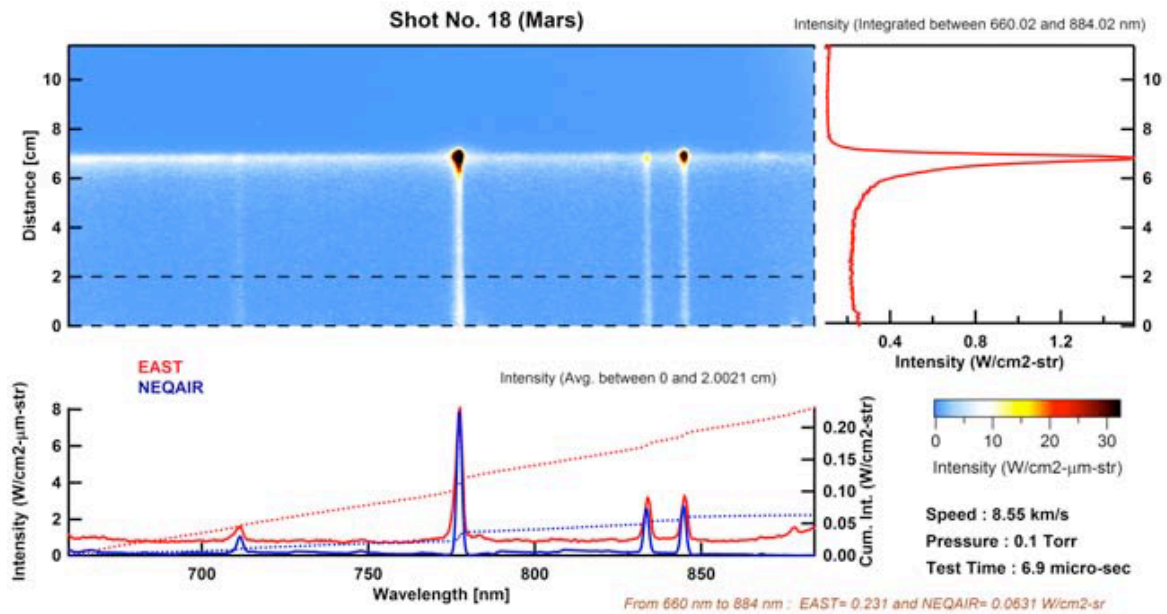 Shot No. 18 (Mars)
Intensity (Integrated between 660.02 and 884.02 nm)
Distance [cm]
10
8
6
4
2
0
10
8
6
4
2
0
0.4
0.8
1.2
Intensity (W/cm2-str)
EAST
NEQAIR
Intensity (Avg. between 0 and 2.0021 cm)
Intensity (W/cm2-μm-str)
8
6
4
2
0
0.20
0.15
0.10
0.05
0.00
Cum. Int. (W/cm2-str)
700
750
800
850
Wavelength [nm]
0
10
20
30
Intensity (W/cm2-μm-str)
Speed : 8.55 km/s
Pressure : 0.1 Torr
Test Time : 6.9 micro-sec
From 660 nm to 884 nm : EAST= 0.231 and NEQAIR= 0.0631 W/cm2-sr